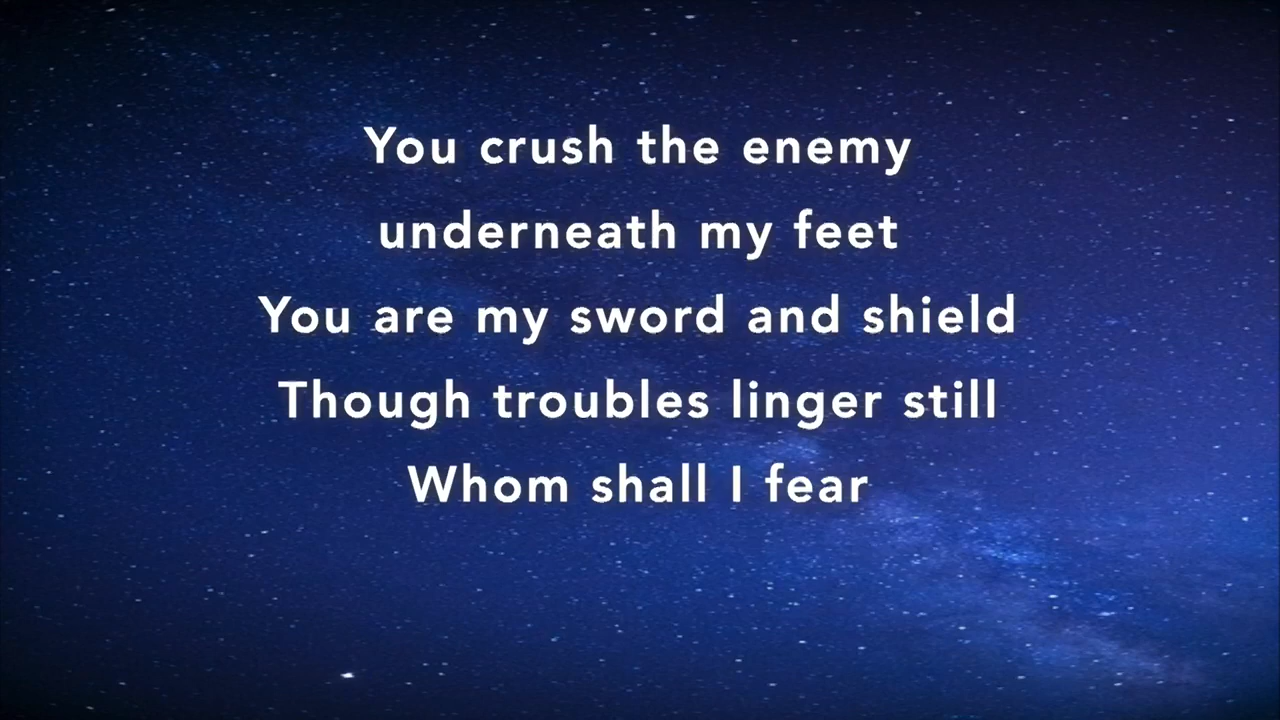 You crush the enemy
underneath my feet
You are my sword and shield
Though troubles linger still
Whom shall I fear